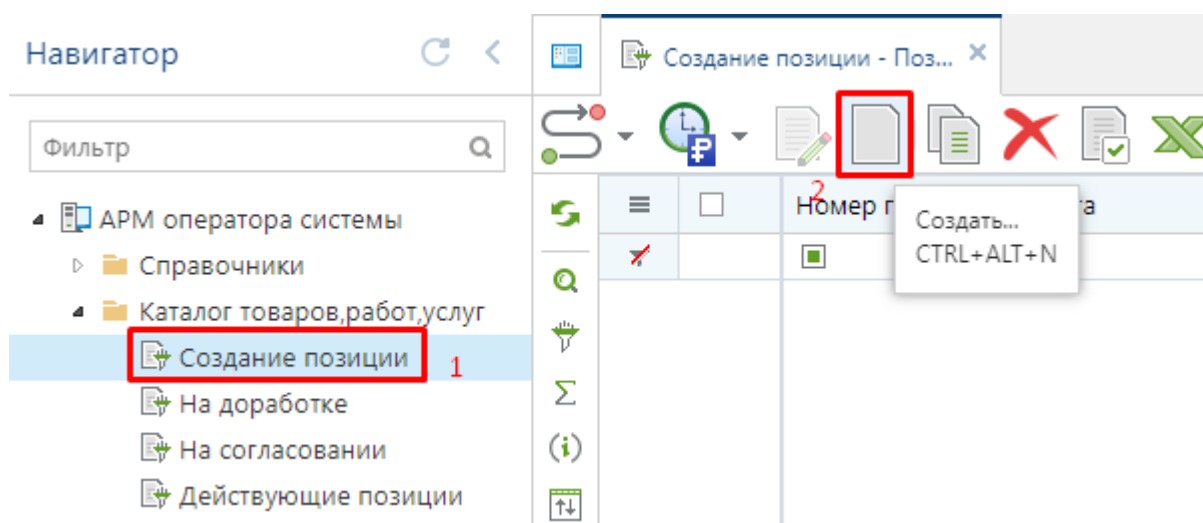 Навигатор
Фильтр
АРМ оператора системы
Справочники
Каталог товаров,работ,услуг
Создание позиции 1
На доработке
На согласовании
Действующие позиции
Создание позиции - Поз...
2
Номер
Создать...
CTRL+ALT+N